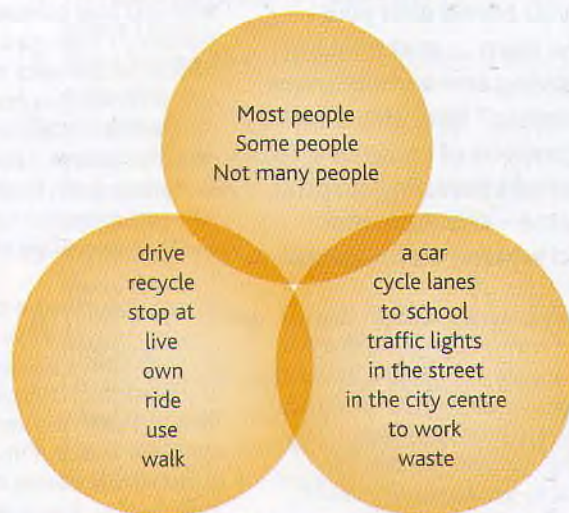 Most people
Some people
Not many people
drive
recycle
stop at
live
own
ride
use
walk
a car
cycle lanes
to school
traffic lights
in the street
in the city centre
to work
waste